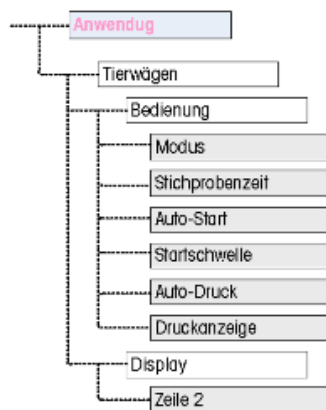 Anwendug
Tierwägen
Bedienung
Modus
Stichprobenzeit
Auto-Start
Startschwelle
Auto-Druck
Druckanzeige
Display
Zeile 2